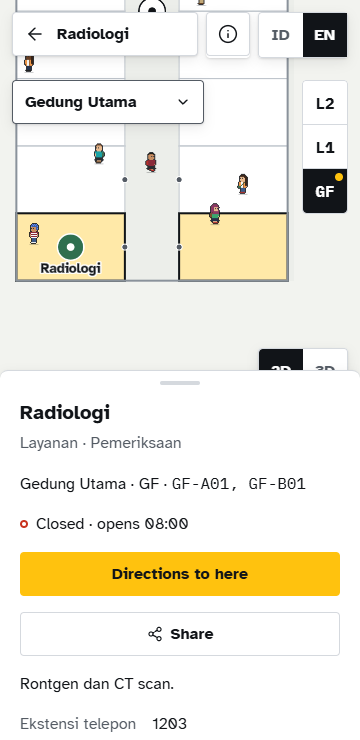 Radiologi
ID
EN
Gedung Utama
L2
L1
GF
Radiologi
Radiologi
Layanan · Pemeriksaan
Gedung Utama · GF · GF-A01, GF-B01
Closed · opens 08:00
Directions to here
Share
Rontgen dan CT scan.
Ekstensi telepon 1203